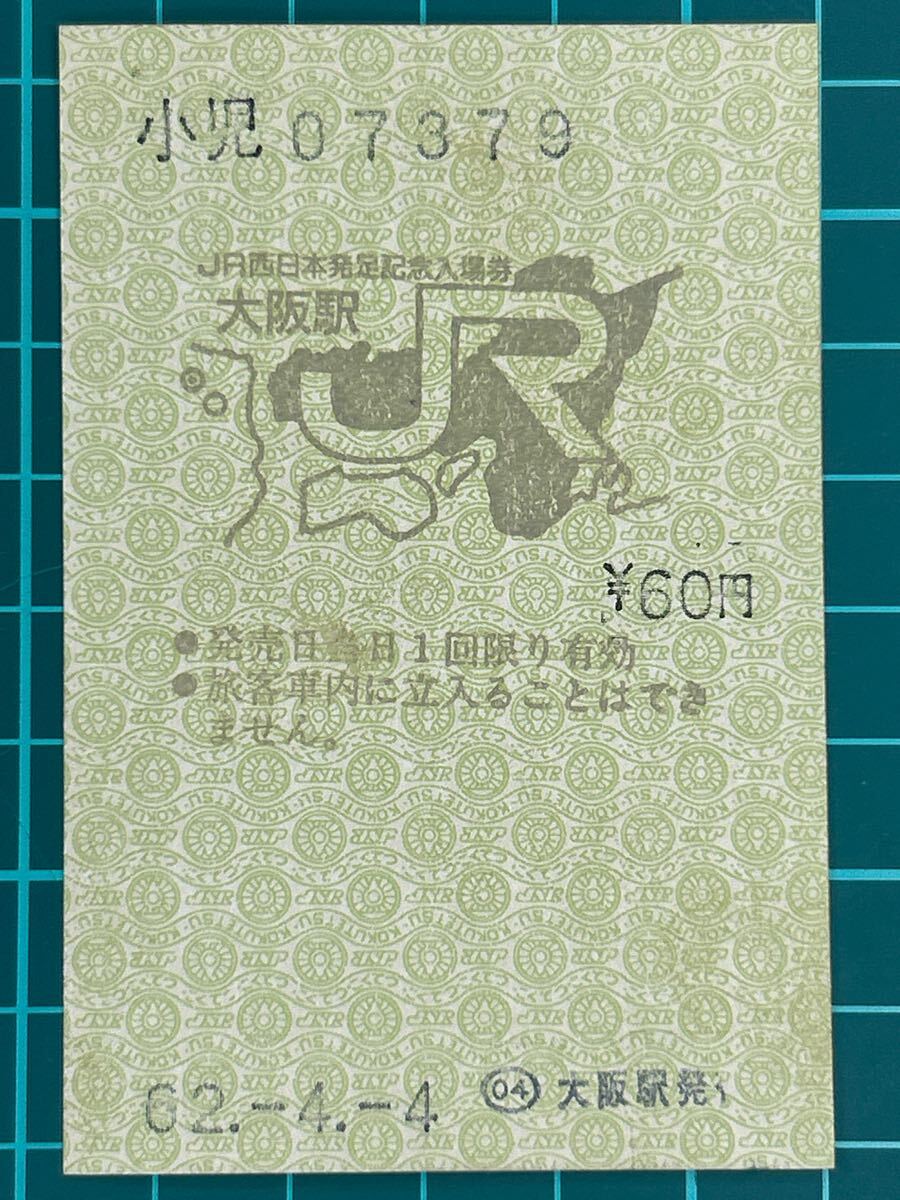 小児 07379
JR西日本発足記念入場券
大阪駅
JR
¥60円
●発売日当日1回限り有効
●旅客車内に立入ることはでき
ません。
62.-4.-4 04 大阪駅発